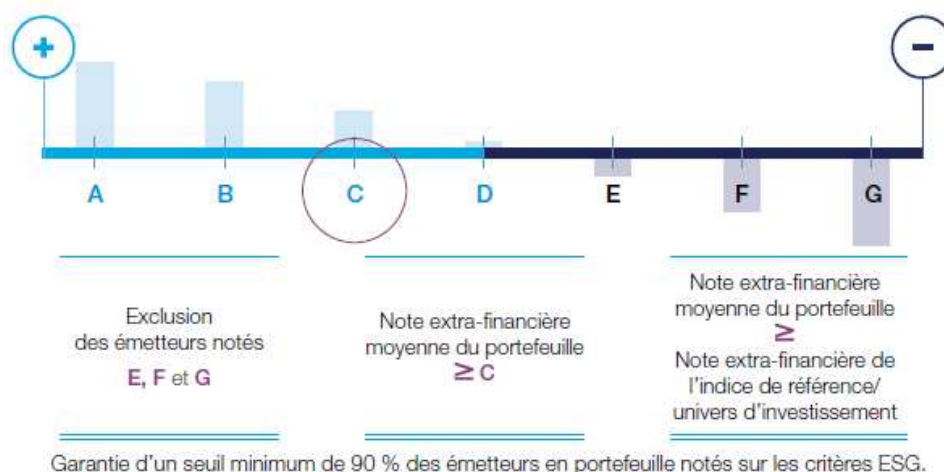 +
−
A B C D E F G
Exclusion
des émetteurs notés
E, F et G
Note extra-financière
moyenne du portefeuille
≥ C
Note extra-financière
moyenne du portefeuille
≥
Note extra-financière de
l'indice de référence/
univers d'investissement
Garantie d'un seuil minimum de 90 % des émetteurs en portefeuille notés sur les critères ESG.